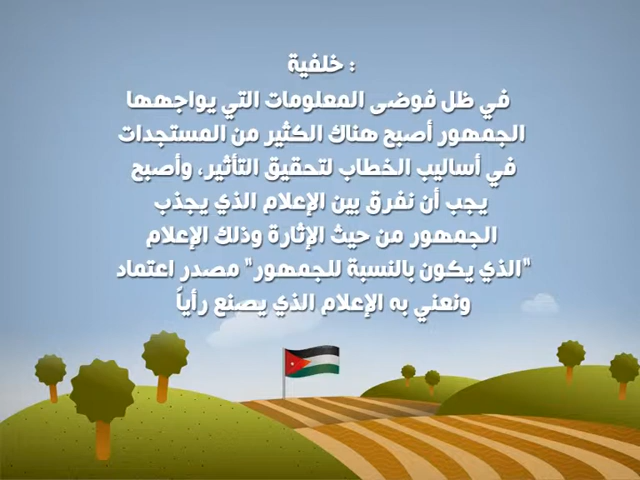 خلفية :
في ظل فوضى المعلومات التي يواجهها
الجمهور أصبح هناك الكثير من المستجدات
في أساليب الخطاب لتحقيق التأثير، وأصبح
يجب أن نفرق بين الإعلام الذي يجذب
الجمهور من حيث الإثارة وذلك الإعلام
"الذي يكون بالنسبة للجمهور" مصدر اعتماد
ونعني به الإعلام الذي يصنع رأياً